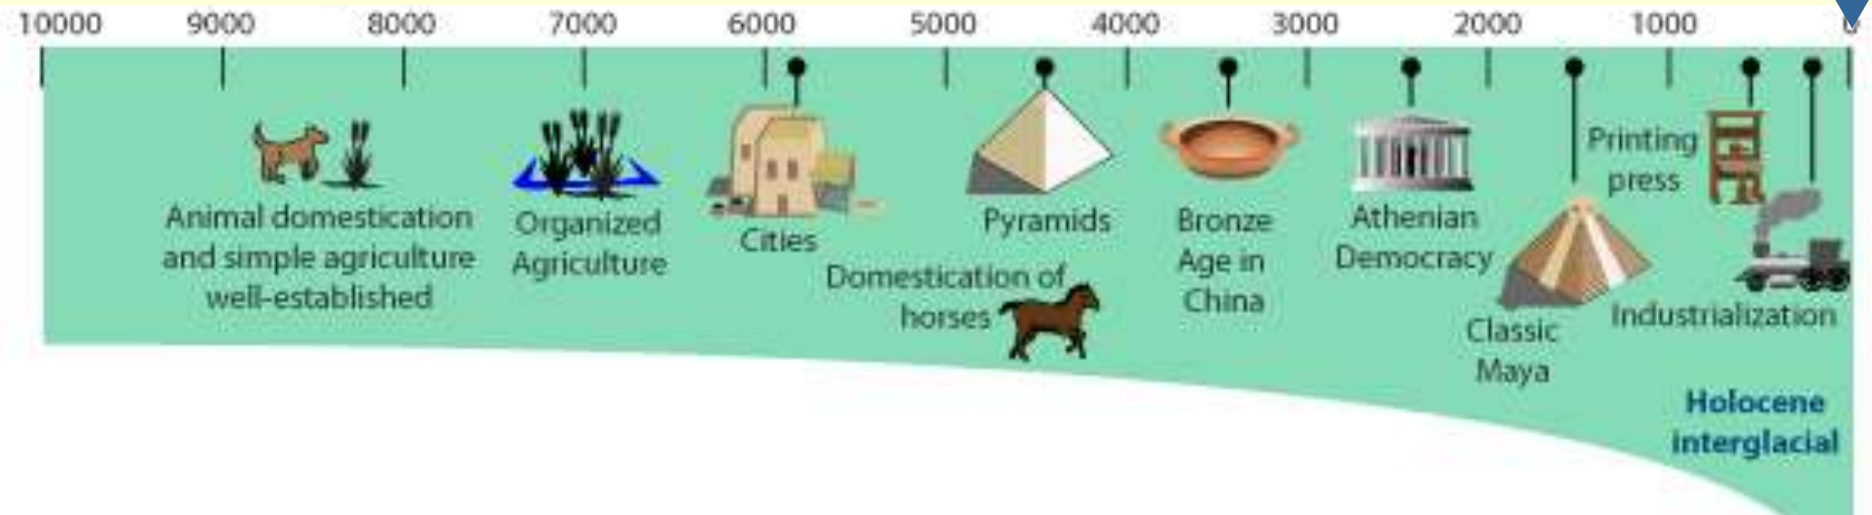 10000 9000 8000 7000 6000 5000 4000 3000 2000 1000 0
Animal domestication
and simple agriculture
well-established
Organized
Agriculture
Cities
Domestication of
horses
Pyramids
Bronze
Age in
China
Athenian
Democracy
Classic
Maya
Printing
press
Industrialization
Holocene
interglacial